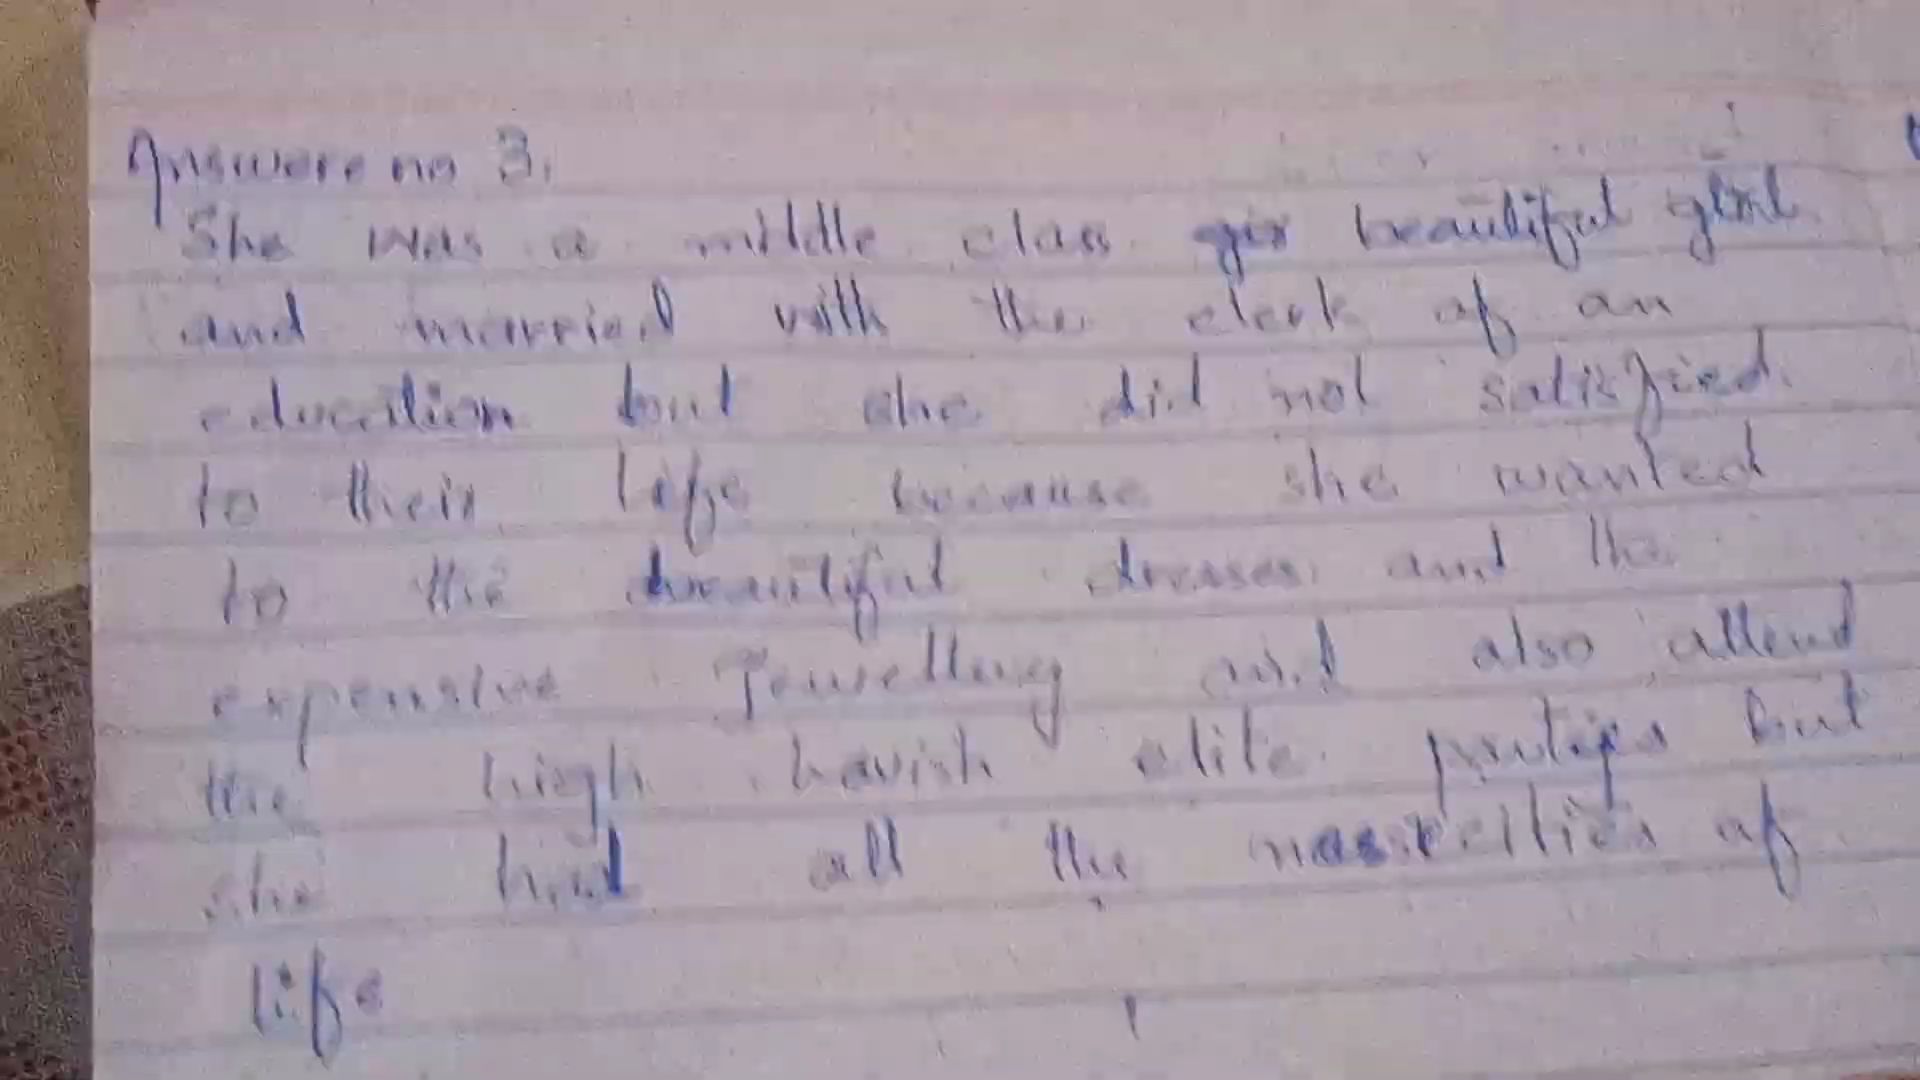 Answere no 3.
She was a middle class gir beautiful girl
and married with the clerk of an
education but she did not satisfied
to their life because she wanted
to the beautiful dresses and the
expensive Jewellery and also attend
the high lavish elite parties but
she had all the of
life